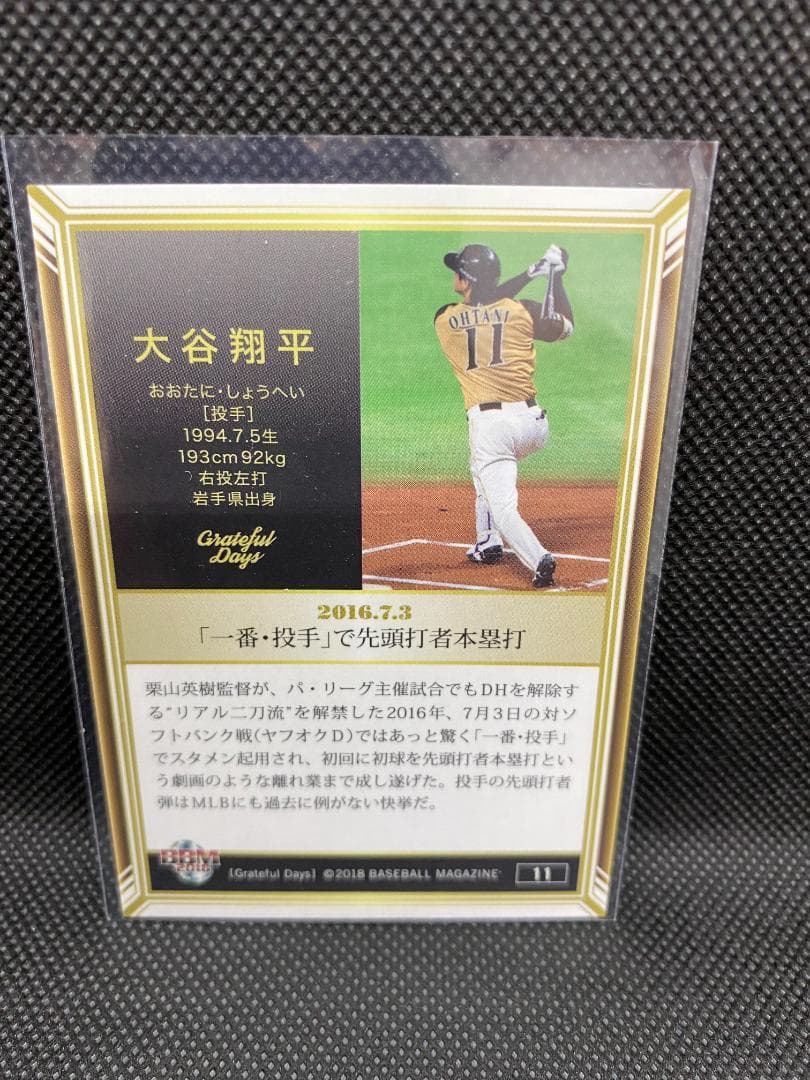 大谷翔平
おおたに・しょうへい
[投手]
1994.7.5生
193cm 92kg
右投左打
岩手県出身
Grateful
Days
OHTANI
11
2016.7.3
「一番・投手」で先頭打者本塁打
栗山英樹監督が、パ・リーグ主催試合でもDHを解除す
る“リアル二刀流”を解禁した2016年、7月3日の対ソ
フトバンク戦(ヤフオクD)ではあっと驚く「一番・投手」
でスタメン起用され、初回に初球を先頭打者本塁打とい
う劇画のような離れ業まで成し遂げた。投手の先頭打者
弾はMLBにも過去に例がない快挙だ。
BBM
2018
[Grateful Days] ©2018 BASEBALL MAGAZINE
11